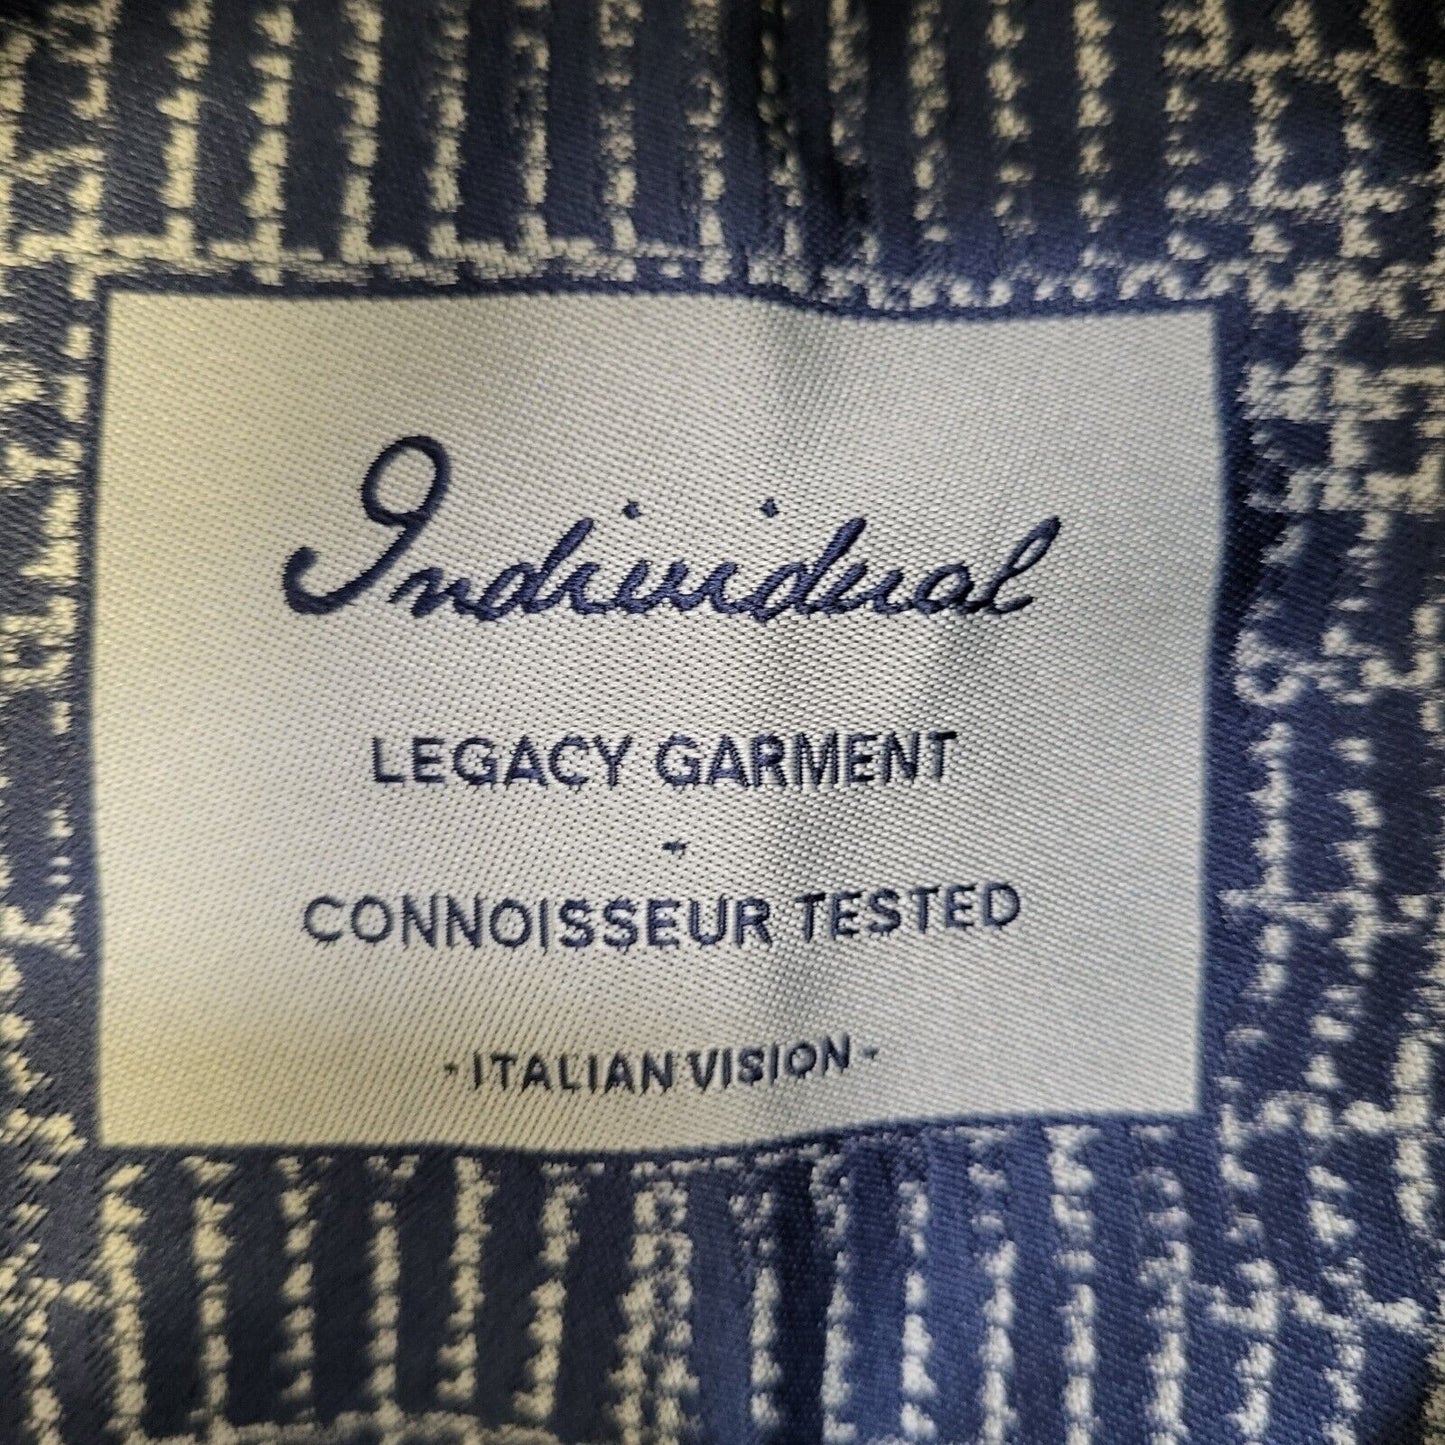 Individual
LEGACY GARMENT
-
CONNOISSEUR TESTED
- ITALIAN VISION -